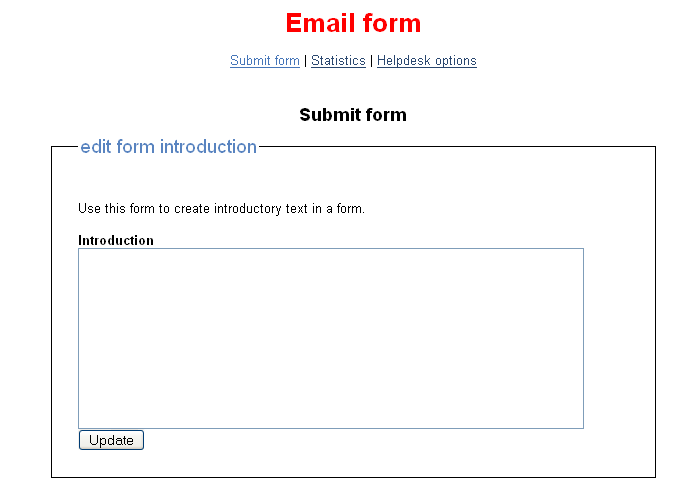 Email form
Submit form | Statistics | Helpdesk options
Submit form
edit form introduction
Use this form to create introductory text in a form.
Introduction
Update